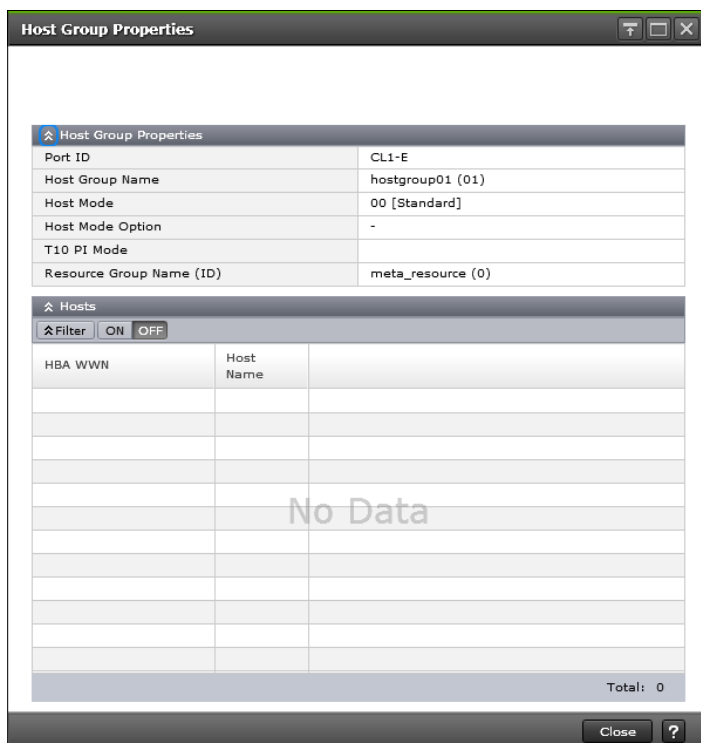 Host Group Properties
Host Group Properties
Port ID CL1-E
Host Group Name hostgroup01 (01)
Host Mode 00 [Standard]
Host Mode Option -
T10 PI Mode
Resource Group Name (ID) meta_resource (0)
Hosts
Filter ON OFF
HBA WWN Host Name
No Data
Total: 0
Close ?